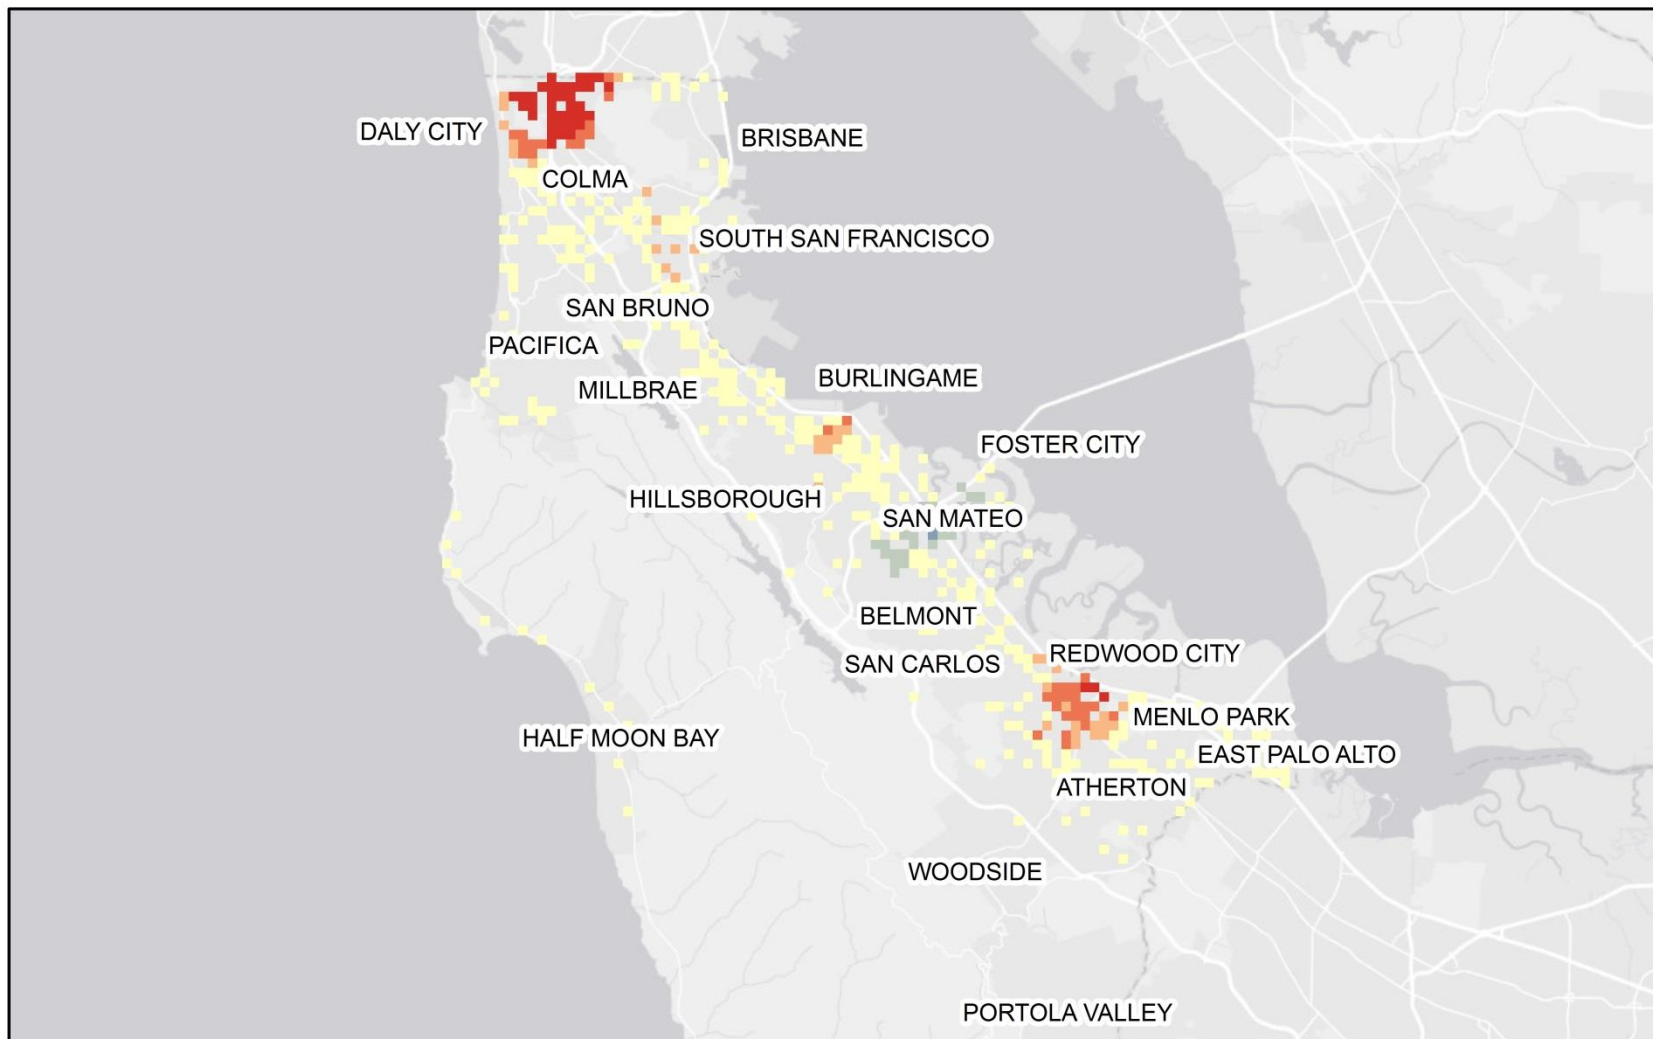 DALY CITY
BRISBANE
COLMA
SOUTH SAN FRANCISCO
SAN BRUNO
PACIFICA
BURLINGAME
MILLBRAE
FOSTER CITY
HILLSBOROUGH
SAN MATEO
BELMONT
REDWOOD CITY
SAN CARLOS
MENLO PARK
HALF MOON BAY
EAST PALO ALTO
ATHERTON
WOODSIDE
PORTOLA VALLEY